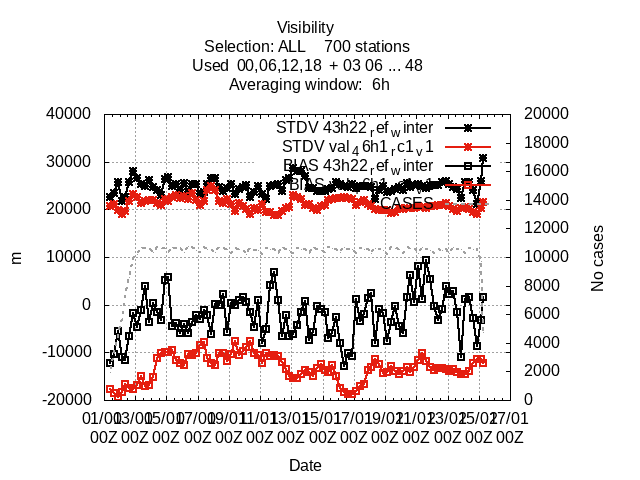 Visibility
Selection: ALL 700 stations
Used 00,06,12,18 + 03 06 ... 48
Averaging window: 6h
40000
30000
20000
10000
0
-10000
-20000
m
20000
18000
16000
14000
12000
10000
8000
6000
4000
2000
0
No cases
STDV 43h22_ref_winter
STDV val_46h1_rc1_v1
BIAS 43h22_ref_winter
BIAS
CASES
01/01 03/01 05/01 07/01 09/01 11/01 13/01 15/01 17/01 19/01 21/01 23/01 25/01 27/01
00Z 00Z 00Z 00Z 00Z 00Z 00Z 00Z 00Z 00Z 00Z 00Z 00Z 00Z
Date